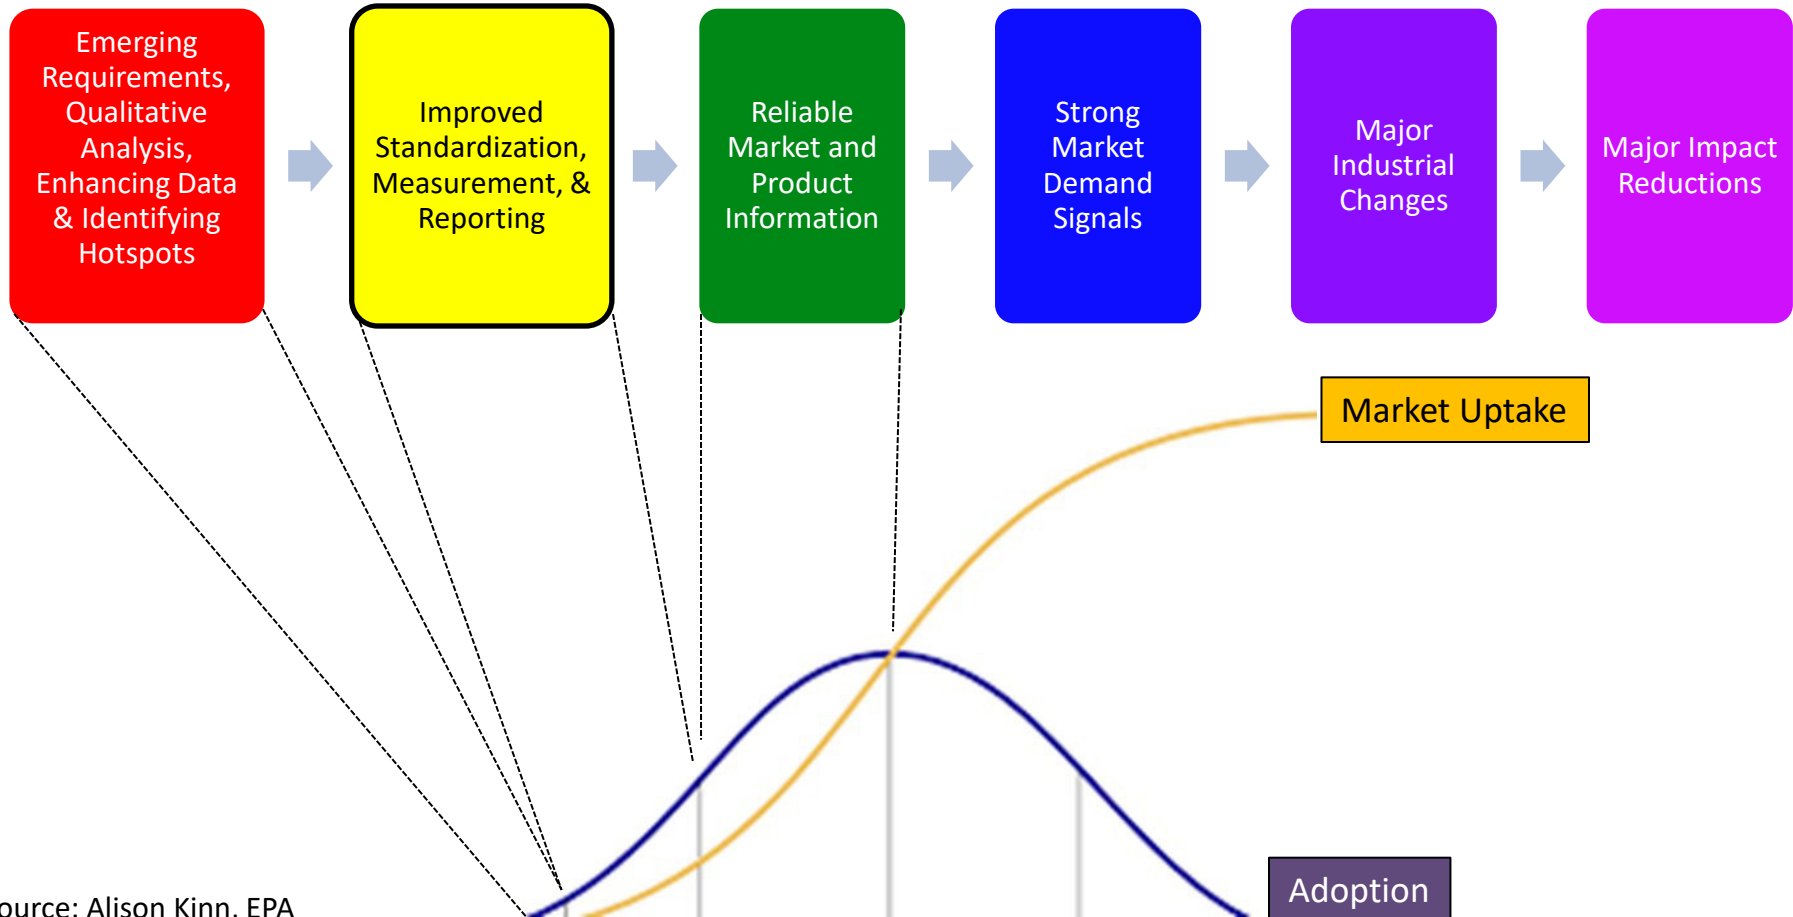 Emerging
Requirements,
Qualitative
Analysis,
Enhancing Data
& Identifying
Hotspots
Improved
Standardization,
Measurement, &
Reporting
Reliable
Market and
Product
Information
Strong
Market
Demand
Signals
Major
Industrial
Changes
Major Impact
Reductions
Market Uptake
Adoption
ource: Alison Kinn, EPA